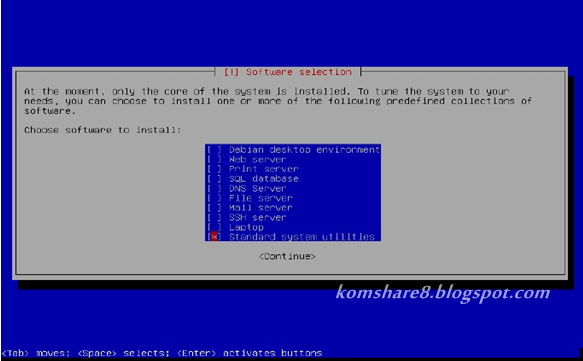 [!] Software selection
At the moment, only the core of the system is installed. To tune the system to your
needs, you can choose to install one or more of the following predefined collections of
software.
Choose software to install:
[ ] Debian desktop environment
[ ] Web server
[ ] Print server
[ ] SQL database
[ ] DNS Server
[ ] File server
[ ] Mail server
[ ] SSH server
[ ] Laptop
[*] Standard system utilities
<Continue>
komshare8.blogspot.com
<Tab> moves; <Space> selects; <Enter> activates buttons